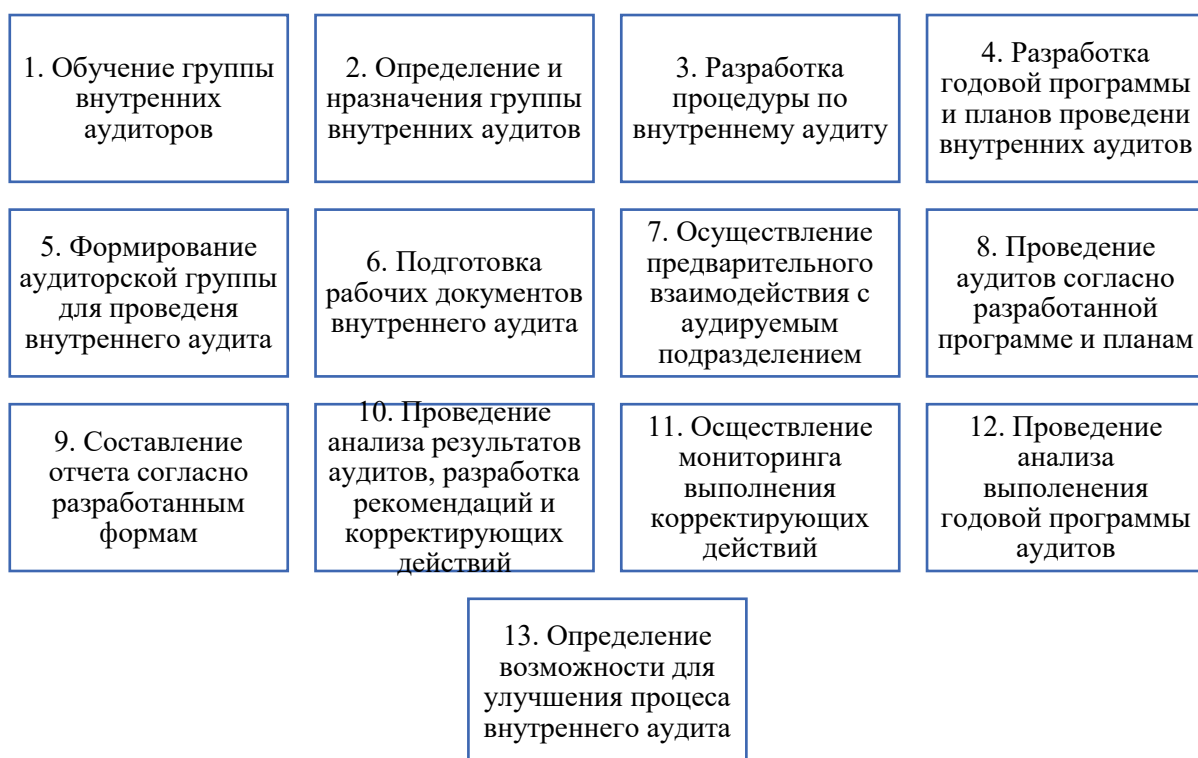 1. Обучение группы
внутренних
аудиторов
2. Определение и
нразначения группы
внутренних аудитов
3. Разработка
процедуры по
внутреннему аудиту
4. Разработка
годовой программы
и планов проведени
внутренних аудитов
5. Формирование
аудиторской группы
для проведеня
внутреннего аудита
6. Подготовка
рабочих документов
внутреннего аудита
7. Осуществление
предварительного
взаимодействия с
аудируемым
подразделением
8. Проведение
аудитов согласно
разработанной
программе и планам
9. Составление
отчета согласно
разработанным
формам
10. Проведение
анализа результатов
аудитов, разработка
рекомендаций и
корректирующих
действий
11. Осществление
мониторинга
выполнения
корректирующих
действий
12. Проведение
анализа
выполенения
годовой программы
аудитов
13. Определение
возможности для
улучшения процеса
внутреннего аудита